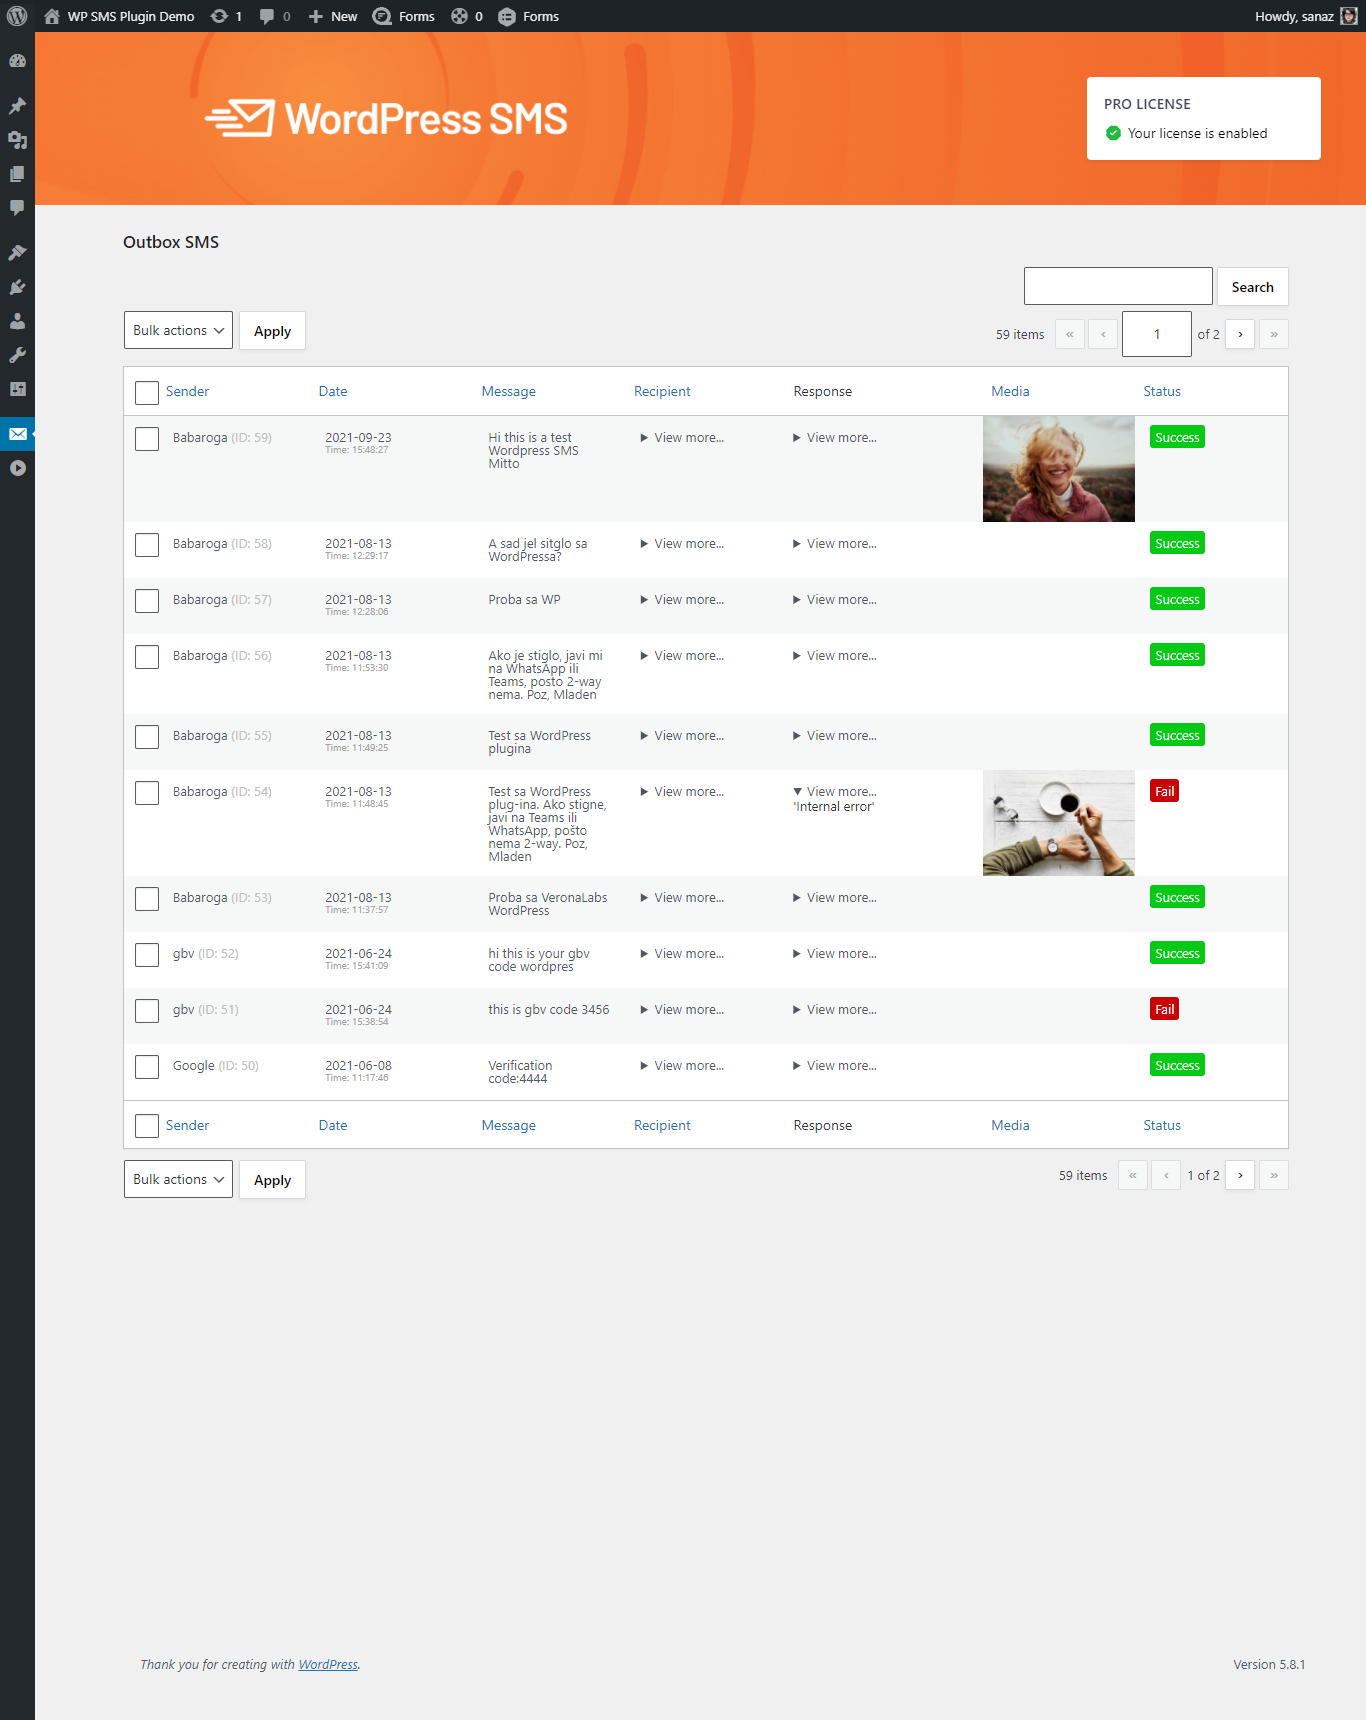 WP SMS Plugin Demo 1 0 New Forms 0 Forms Howdy, sanaz
WordPress SMS
PRO LICENSE
Your license is enabled
Outbox SMS
Search
Bulk actions Apply 59 items « ‹ 1 of 2 › »
Sender Date Message Recipient Response Media Status
Babaroga (ID: 59) 2021-09-23 Hi this is a test View more... View more... Success
Time: 15:48:27 Wordpress SMS
Mitto
Babaroga (ID: 58) 2021-08-13 A sad jel sitglo sa View more... View more... Success
Time: 12:29:17 WordPressa?
Babaroga (ID: 57) 2021-08-13 Proba sa WP View more... View more... Success
Time: 12:28:06
Babaroga (ID: 56) 2021-08-13 Ako je stiglo, javi mi View more... View more... Success
Time: 11:53:30 na WhatsApp ili
Teams, posto 2-way
nema. Poz, Mladen
Babaroga (ID: 55) 2021-08-13 Test sa WordPress View more... View more... Success
Time: 11:49:25 plugina
Babaroga (ID: 54) 2021-08-13 Test sa WordPress View more... View more... Fail
Time: 11:48:45 plug-ina. Ako stigne, 'Internal error'
javi na Teams ili
WhatsApp, pošto
nema 2-way. Poz,
Mladen
Babaroga (ID: 53) 2021-08-13 Proba sa VeronaLabs View more... View more... Success
Time: 11:37:57 WordPress
gbv (ID: 52) 2021-06-24 hi this is your gbv View more... View more... Success
Time: 15:41:09 code wordpres
gbv (ID: 51) 2021-06-24 this is gbv code 3456 View more... View more... Fail
Time: 15:38:54
Google (ID: 50) 2021-06-08 Verification View more... View more... Success
Time: 11:17:46 code:4444
Sender Date Message Recipient Response Media Status
Bulk actions Apply 59 items « ‹ 1 of 2 › »
Thank you for creating with WordPress. Version 5.8.1